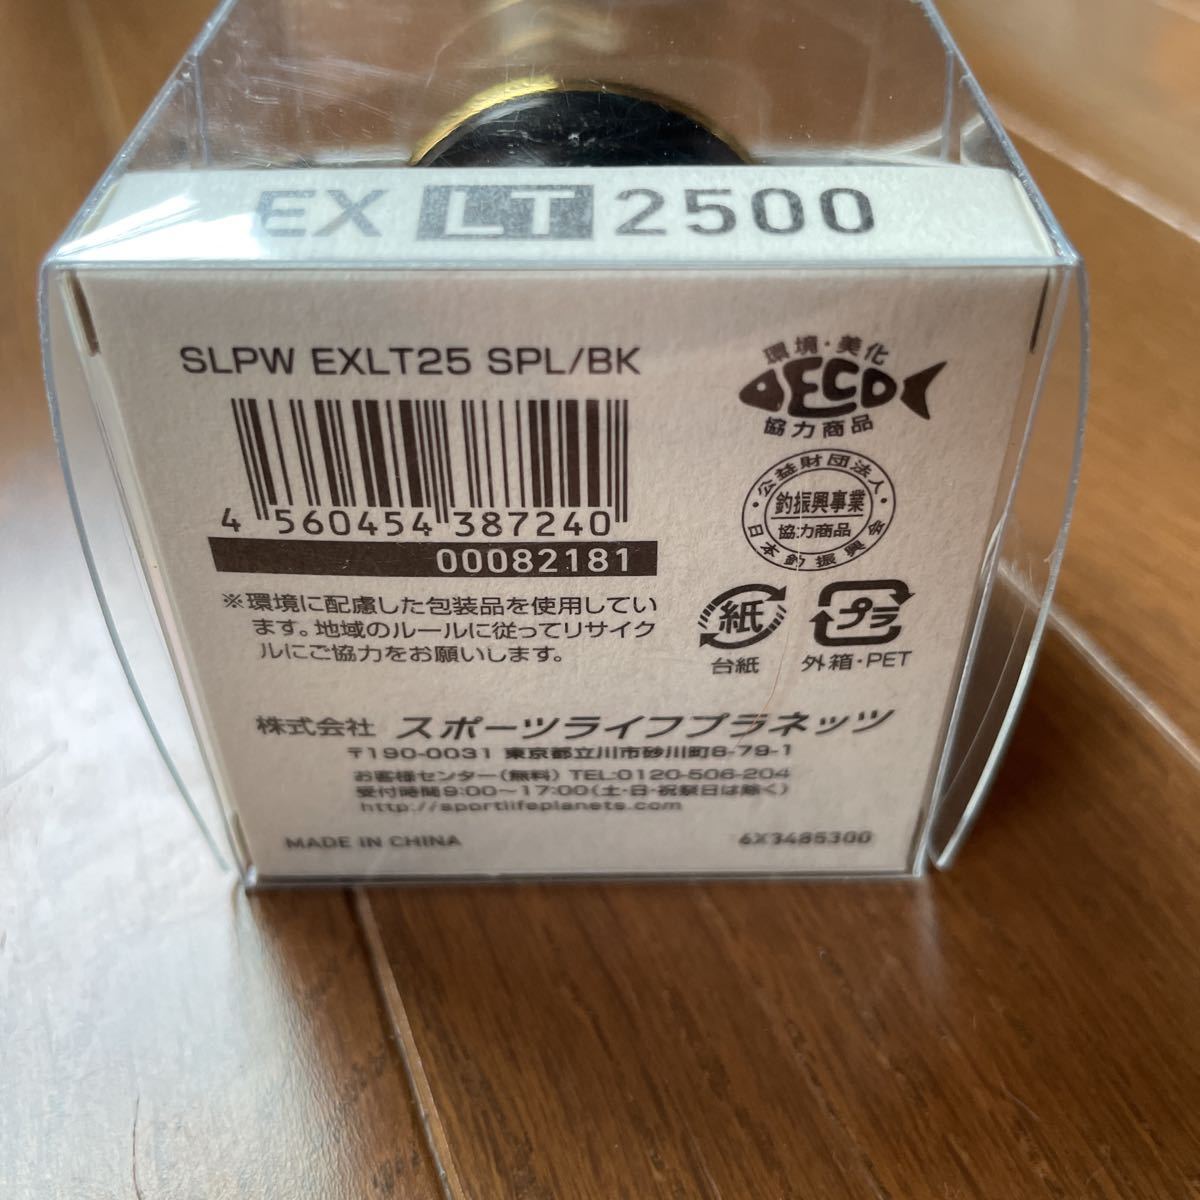 EX LT 2500
SLPW EXLT25 SPL/BK
4 560454 387240
00082181
環境・美化
ECO
協力商品
・公益財団法人・
釣振興事業
協力商品
日本釣振興会
※環境に配慮した包装品を使用してい
ます。地域のルールに従ってリサイク
ルにご協力をお願いします。
紙
台紙
プラ
外箱・PET
株式会社 スポーツライフプラネッツ
〒190-0031 東京都立川市砂川町6-79-1
お客様センター(無料) TEL:0120-506-204
受付時間9:00〜17:00(土・日・祝祭日は除く)
http://sportlifeplanets.com
MADE IN CHINA
6X3485300